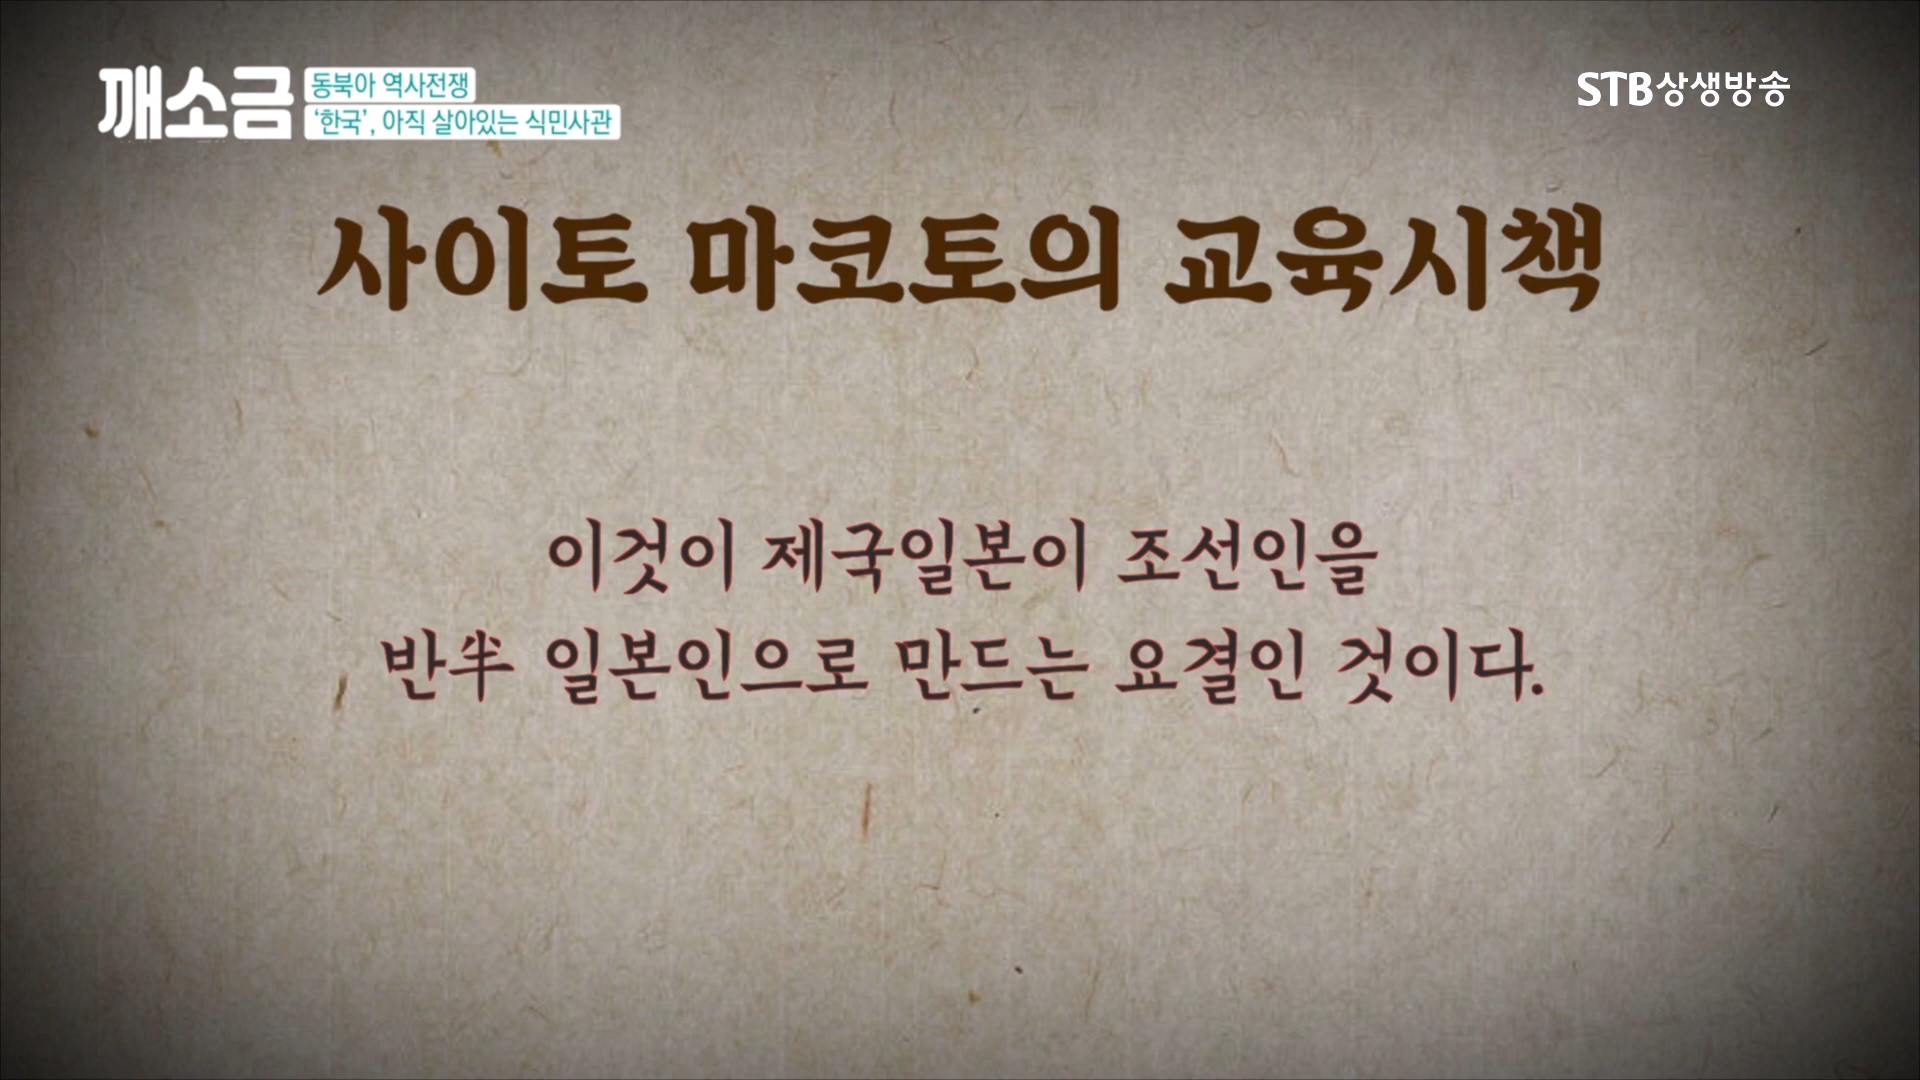 깨소금
동북아 역사전쟁
‘한국’, 아직 살아있는 식민사관
STB상생방송
사이토 마코토의 교육시책
이것이 제국일본이 조선인을
반半 일본인으로 만드는 요결인 것이다.